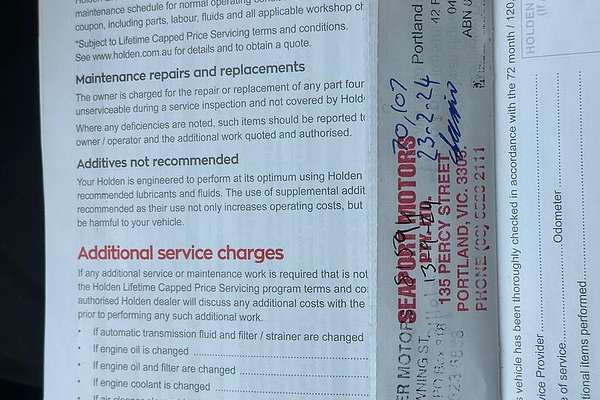 maintenance schedule for normal operating
coupon, including parts, labour, fluids and all applicable workshop
*Subject to Lifetime Capped Price Servicing terms and conditions.
See www.holden.com.au for details and to obtain a quote.
Maintenance repairs and replacements
The owner is charged for the repair or replacement of any part four
unserviceable during a service inspection and not covered by Hold
Where any deficiencies are noted, such items should be reported t
owner / operator and the additional work quoted and authorised.
Additives not recommended
Your Holden is engineered to perform at its optimum using Holden
recommended lubricants and fluids. The use of supplemental addit
recommended as their use not only increases operating costs, but
be harmful to your vehicle.
Additional service charges
If any additional service or maintenance work is required that is not
the Holden Lifetime Capped Price Servicing program terms and co
authorised Holden dealer will discuss any additional costs with the
prior to performing any such additional work.
• If automatic transmission fluid and filter / strainer are changed
• If engine oil is changed
• If engine oil and filter are changed
• If engine coolant is changed
Portland
ABN
70,107
23-2-24
SEAPORT MOTORS
PTY.
135 PERCY STREET
PORTLAND, VIC.
PHONE
HOLDEN
vehicle has been thoroughly checked in accordance with the 72 month / 120
vice Provider
Odometer
of service
tional items performed